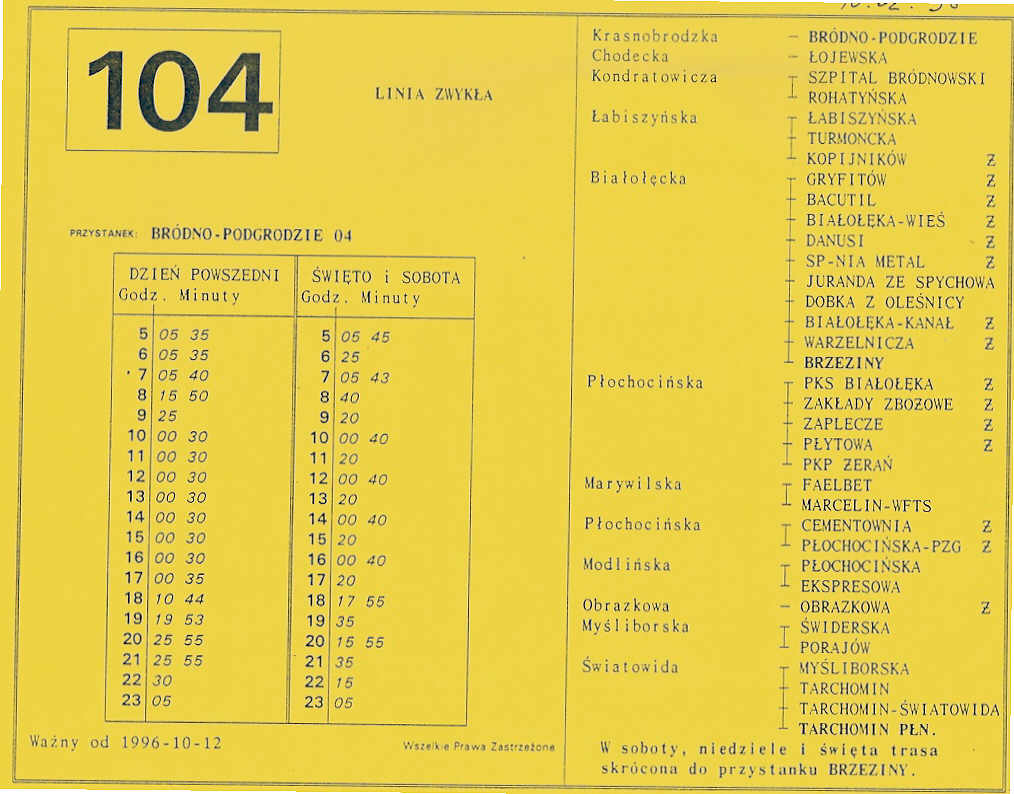 104
LINIA ZWYKŁA
PRZYSTANEK: BRÓDNO-PODGRODZIE 04
DZIEŃ POWSZEDNI
Godz. Minuty
5 05 35
6 05 35
7 05 40
8 15 50
9 25
10 00 30
11 00 30
12 00 30
13 00 30
14 00 30
15 00 30
16 00 30
17 00 35
18 10 44
19 19 53
20 25 55
21 25 55
22 30
23 05
ŚWIĘTO i SOBOTA
Godz. Minuty
5 05 45
6 25
7 05 43
8 40
9 20
10 00 40
11 20
12 00 40
13 20
14 00 40
15 20
16 00 40
17 20
18 17 55
19 35
20 15 55
21 35
22 15
23 05
Ważny od 1996-10-12
Wszelkie Prawa Zastrzeżone
Krasnobrodzka - BRÓDNO-PODGRODZIE
Chodecka - ŁOJEWSKA
Kondratowicza SZPITAL BRÓDNOWSKI
ROHATYŃSKA
Łabiszyńska ŁABISZYŃSKA
TURMONCKA
KOPIJNIKÓW Ż
Białołęcka GRYFITÓW Ż
BACUTIL Ż
BIAŁOŁĘKA-WIEŚ Ż
DANUSI Ż
SP-NIA METAL Ż
JURANDA ZE SPYCHOWA
DOBKA Z OLEŚNICY
BIAŁOŁĘKA-KANAŁ Ż
WARZELNICZA Ż
BRZEZINY
Płochocińska PKS BIAŁOŁĘKA Ż
ZAKŁADY ZBOŻOWE Ż
ZAPLECZE Ż
PŁYTOWA Ż
PKP ŻERAŃ
Marywilska FAELBET
MARCELIN-WFTS
Płochocińska CEMENTOWNIA Ż
PŁOCHOCIŃSKA-PZG Ż
Modlińska PŁOCHOCIŃSKA
EKSPRESOWA
Obrazkowa - OBRAZKOWA Ż
Myśliborska ŚWIDERSKA
PORAJÓW
Światowida MYŚLIBORSKA
TARCHOMIN
TARCHOMIN-ŚWIATOWIDA
TARCHOMIN PŁN.
W soboty, niedziele i święta trasa
skrócona do przystanku BRZEZINY.